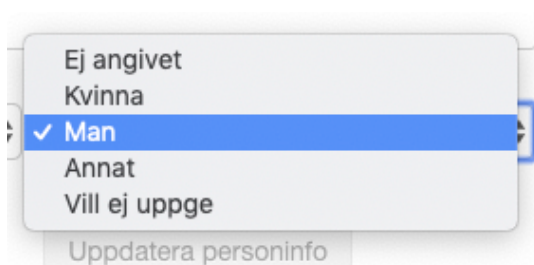 Ej angivet
Kvinna
Man
Annat
Vill ej uppge
Uppdatera personinfo